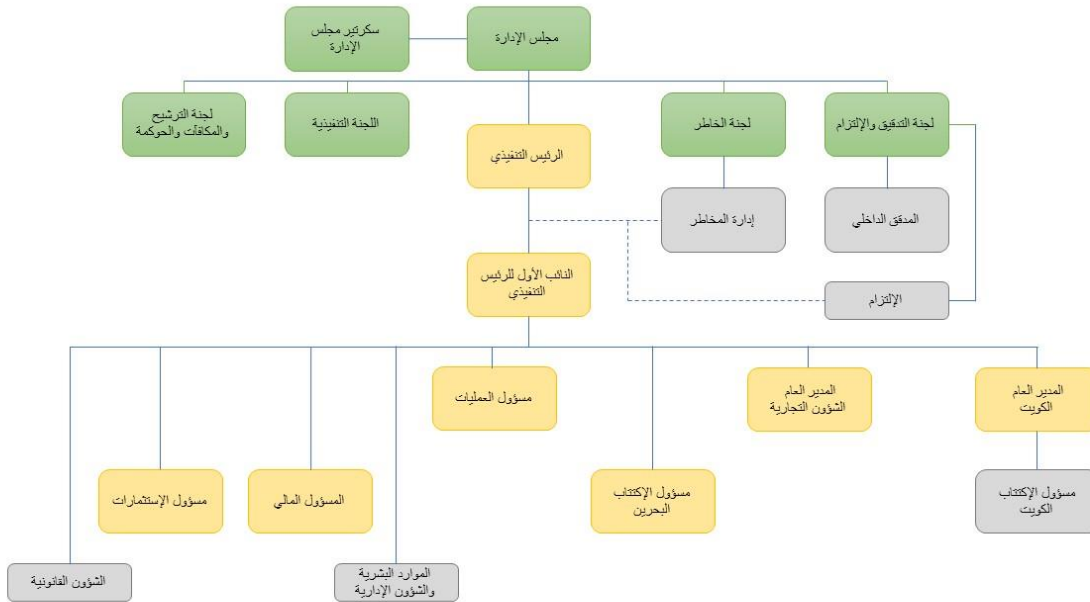 مجلس الإدارة
سكرتير مجلس
الإدارة
لجنة التدقيق والإلتزام
لجنة الخاطر
اللجنة التنفيذية
لجنة الترشيح
والمكافآت والحوكمة
الرئيس التنفيذي
المدقق الداخلي
إدارة المخاطر
النائب الأول للرئيس
التنفيذي
الإلتزام
المدير العام
الكويت
المدير العام
الشؤون التجارية
مسؤول العمليات
مسؤول الإكتتاب
الكويت
مسؤول الإكتتاب
البحرين
المسؤول المالي
مسؤول الإستثمارات
الموارد البشرية
والشؤون الإدارية
الشؤون القانونية